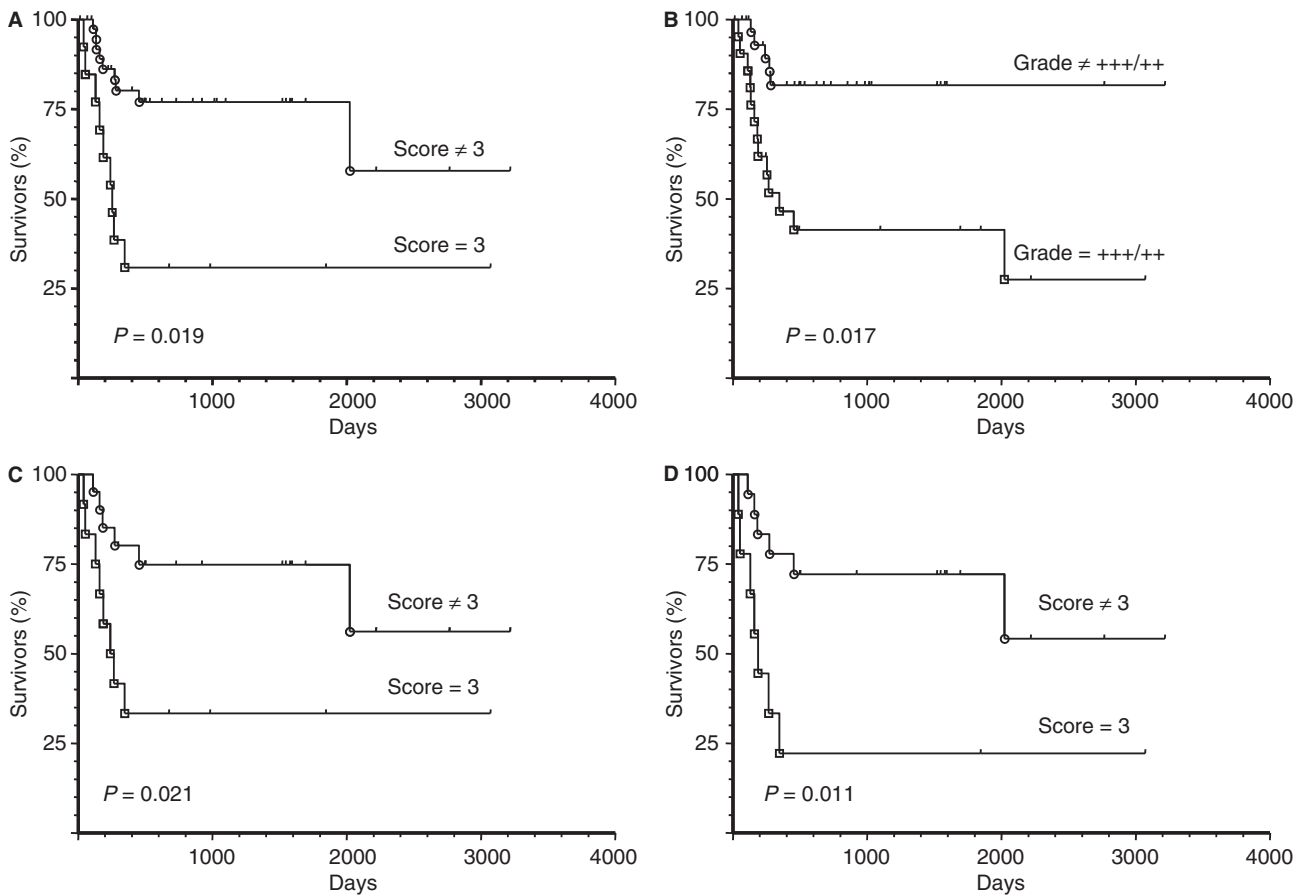 A
100
75
50
25
Survivors (%)
Score ≠ 3
Score = 3
P = 0.019
1000 2000 3000 4000
Days
B
100
75
50
25
Survivors (%)
Grade ≠ +++/++
Grade = +++/++
P = 0.017
1000 2000 3000 4000
Days
C
100
75
50
25
Survivors (%)
Score ≠ 3
Score = 3
P = 0.021
1000 2000 3000 4000
Days
D
100
75
50
25
Survivors (%)
Score ≠ 3
Score = 3
P = 0.011
1000 2000 3000 4000
Days